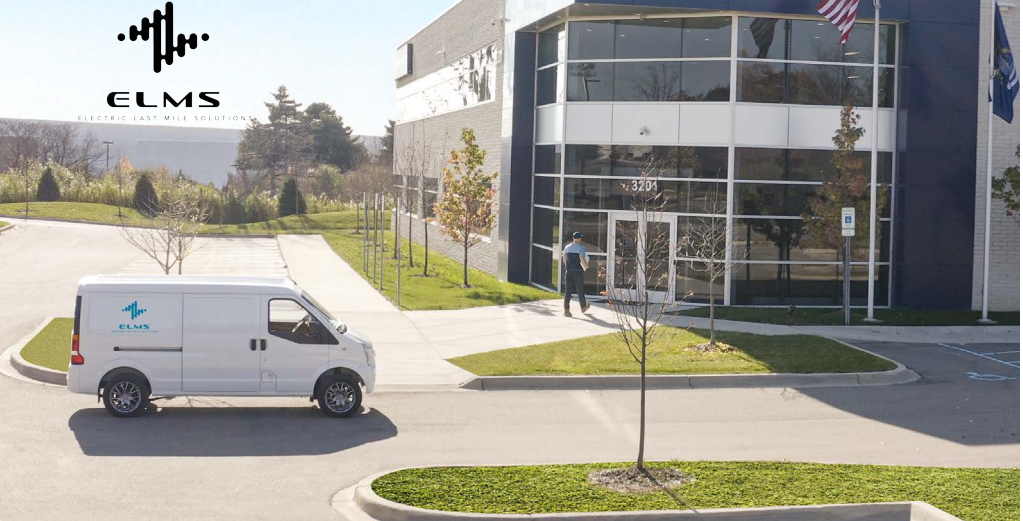 ELMS
ELECTRIC LAST MILE SOLUTIONS
3201
ELMS